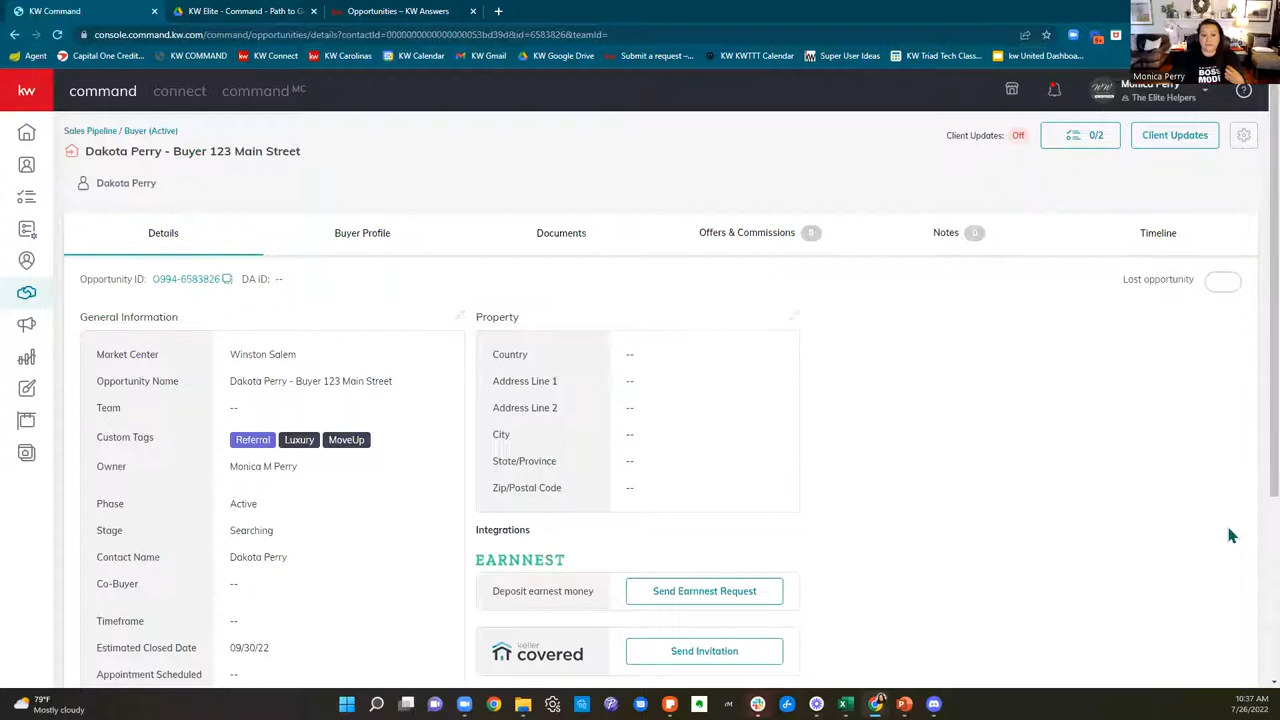 KW Command
KW Elite - Command - Path to G
Opportunities – KW Answers
console.command.kw.com/command/opportunities/details?contactId=0000000000000000053bd39d&id=6583826&teamId=
Agent
Capital One Credit...
KW COMMAND
KW Connect
KW Carolinas
KW Calendar
KW Gmail
KW Google Drive
Submit a request –...
KW KWTTT Calendar
Super User Ideas
KW Triad Tech Class...
kw United Dashboa...
BOSS
MODE
Monica Perry
kw
command
connect
command MC
Monica Perry
The Elite Helpers
Sales Pipeline / Buyer (Active)
Dakota Perry - Buyer 123 Main Street
Client Updates: Off
0/2
Client Updates
Dakota Perry
Details
Buyer Profile
Documents
Offers & Commissions 0
Notes 0
Timeline
Opportunity ID: O994-6583826
DA ID: --
Lost opportunity
General Information
Market Center Winston Salem
Opportunity Name Dakota Perry - Buyer 123 Main Street
Team --
Custom Tags Referral Luxury MoveUp
Owner Monica M Perry
Phase Active
Stage Searching
Contact Name Dakota Perry
Co-Buyer --
Timeframe --
Estimated Closed Date 09/30/22
Appointment Scheduled --
Property
Country --
Address Line 1 --
Address Line 2 --
City --
State/Province --
Zip/Postal Code --
Integrations
EARNNEST
Deposit earnest money
Send Earnnest Request
keller
covered
Send Invitation
79°F
Mostly cloudy
10:37 AM
7/26/2022